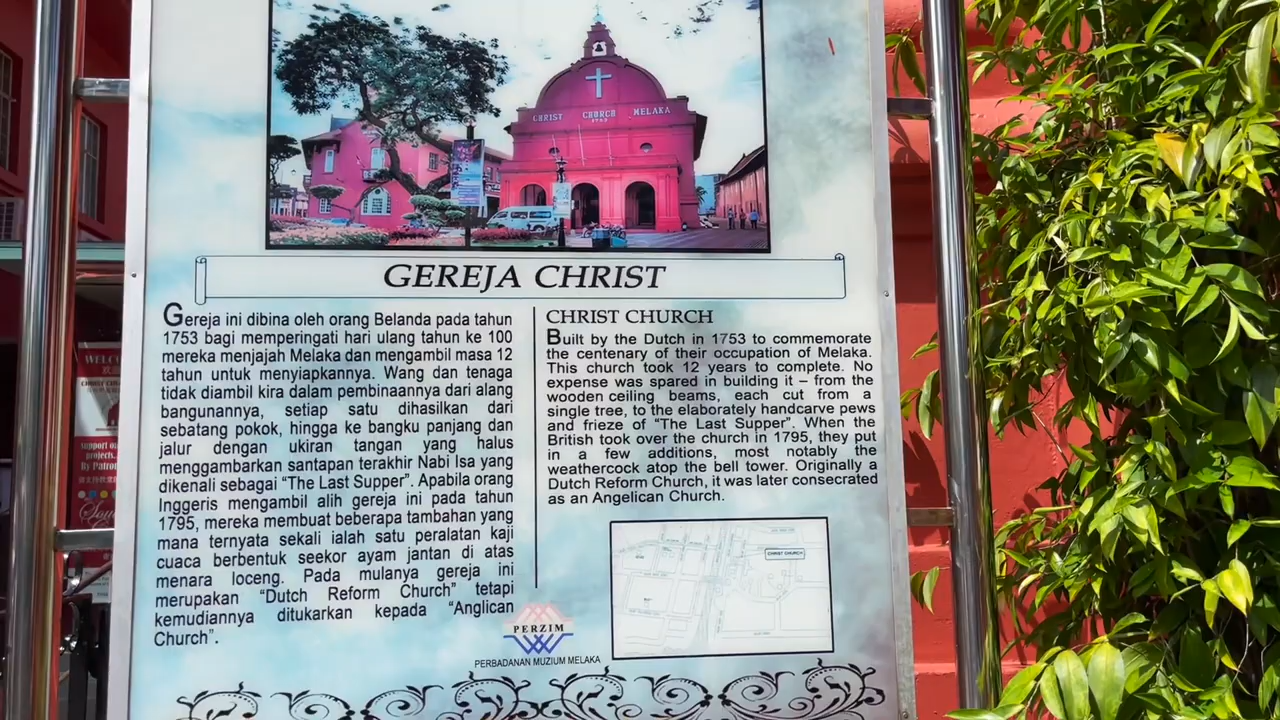 CHRIST CHURCH MELAKA
1753
GEREJA CHRIST
Gereja ini dibina oleh orang Belanda pada tahun
1753 bagi memperingati hari ulang tahun ke 100
mereka menjajah Melaka dan mengambil masa 12
tahun untuk menyiapkannya. Wang dan tenaga
tidak diambil kira dalam pembinaannya dari alang
bangunannya, setiap satu dihasilkan dari
sebatang pokok, hingga ke bangku panjang dan
jalur dengan ukiran tangan yang halus
menggambarkan santapan terakhir Nabi Isa yang
dikenali sebagai “The Last Supper”. Apabila orang
Inggeris mengambil alih gereja ini pada tahun
1795, mereka membuat beberapa tambahan yang
mana ternyata sekali ialah satu peralatan kaji
cuaca berbentuk seekor ayam jantan di atas
menara loceng. Pada mulanya gereja ini
merupakan “Dutch Reform Church” tetapi
kemudiannya ditukarkan kepada “Anglican
Church”.
CHRIST CHURCH
Built by the Dutch in 1753 to commemorate
the centenary of their occupation of Melaka.
This church took 12 years to complete. No
expense was spared in building it – from the
wooden ceiling beams, each cut from a
single tree, to the elaborately handcarve pews
and frieze of “The Last Supper”. When the
British took over the church in 1795, they put
in a few additions, most notably the
weathercock atop the bell tower. Originally a
Dutch Reform Church, it was later consecrated
as an Angelican Church.
CHRIST CHURCH
PERZIM
PERBADANAN MUZIUM MELAKA
WELCO
CHRIST CHURC
Support o
projects.
By Patro